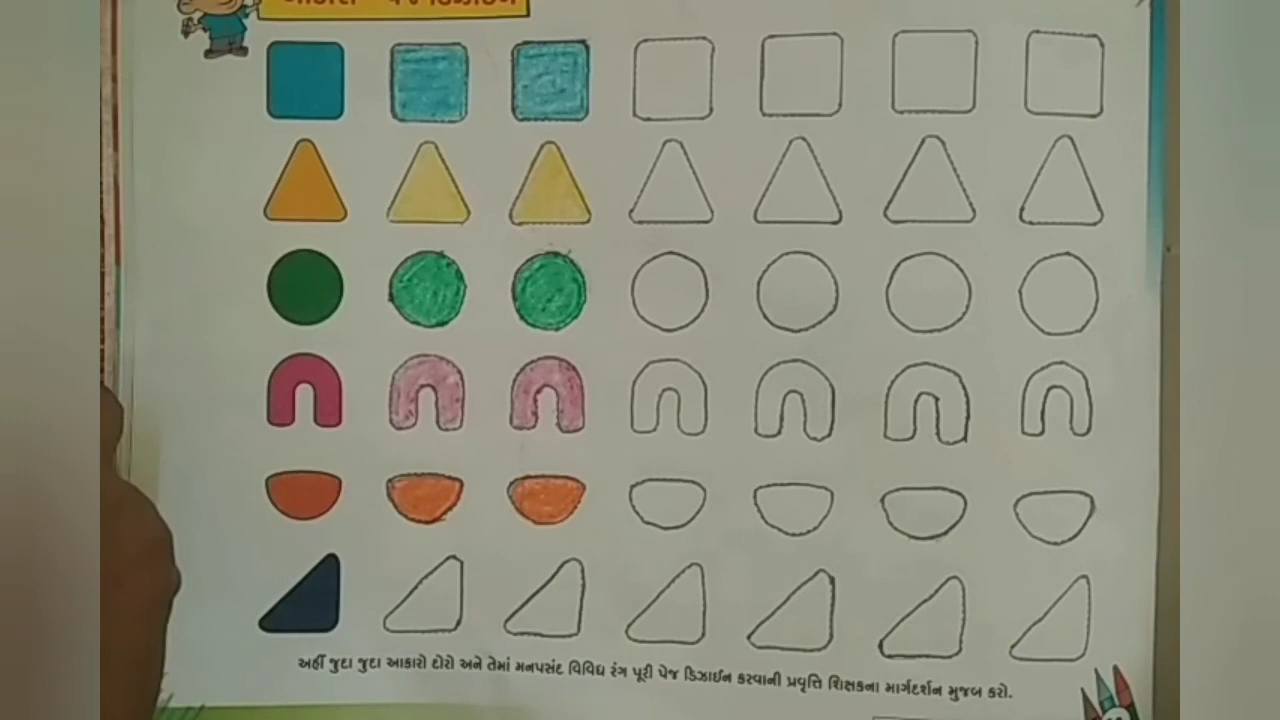 અહીં જુદા જુદા આકારો દોરો અને તેમાં મનપસંદ વિવિધ રંગ પૂરી પેજ ડિઝાઈન કરવાની પ્રવૃત્તિ શિક્ષકના માર્ગદર્શન મુજબ કરો.